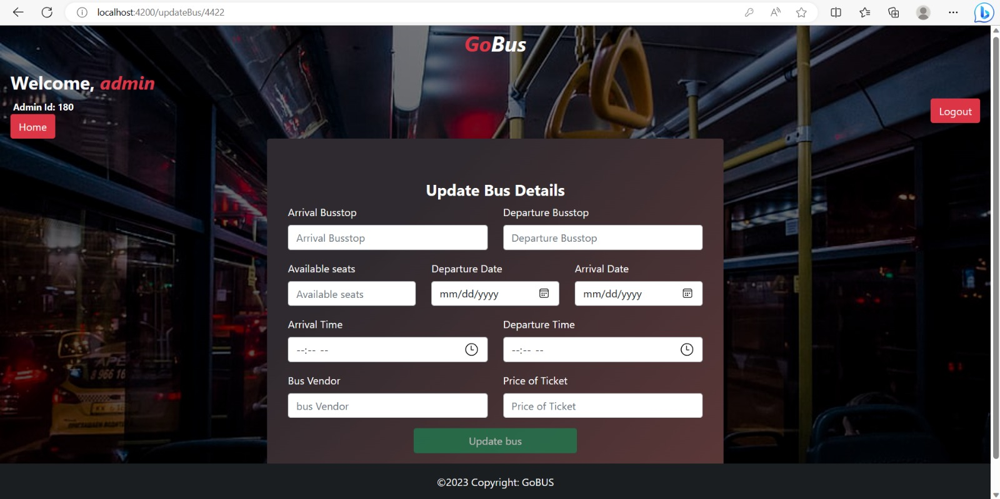 localhost:4200/updateBus/4422
GoBus
Welcome, admin
Admin Id: 180
Home
Logout
Update Bus Details
Arrival Busstop Departure Busstop
Arrival Busstop Departure Busstop
Available seats Departure Date Arrival Date
Available seats mm/dd/yyyy mm/dd/yyyy
Arrival Time Departure Time
--:-- -- --:-- --
Bus Vendor Price of Ticket
bus Vendor Price of Ticket
Update bus
©2023 Copyright: GoBUS